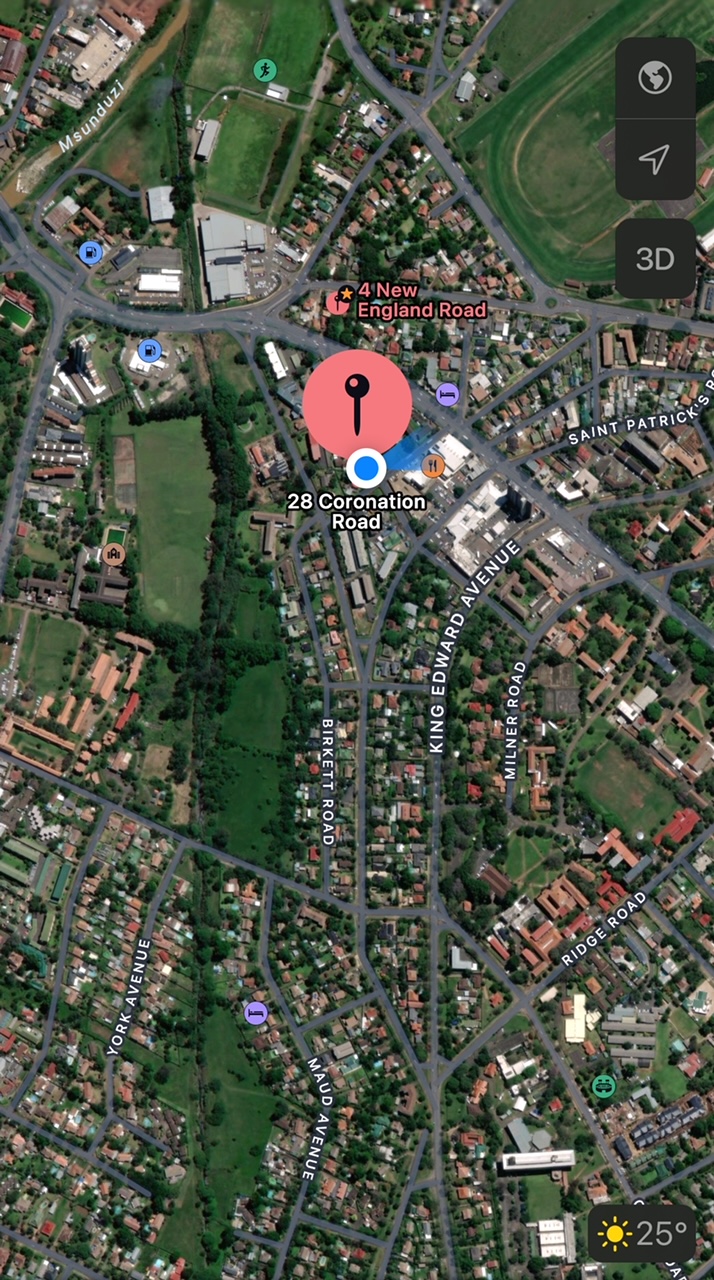 Msunduzi
3D
4 New
England Road
SAINT PATRICK'S
28 Coronation
Road
KING EDWARD AVENUE
MILNER ROAD
BIRKETT ROAD
RIDGE ROAD
YORK AVENUE
MAUD AVENUE
25°